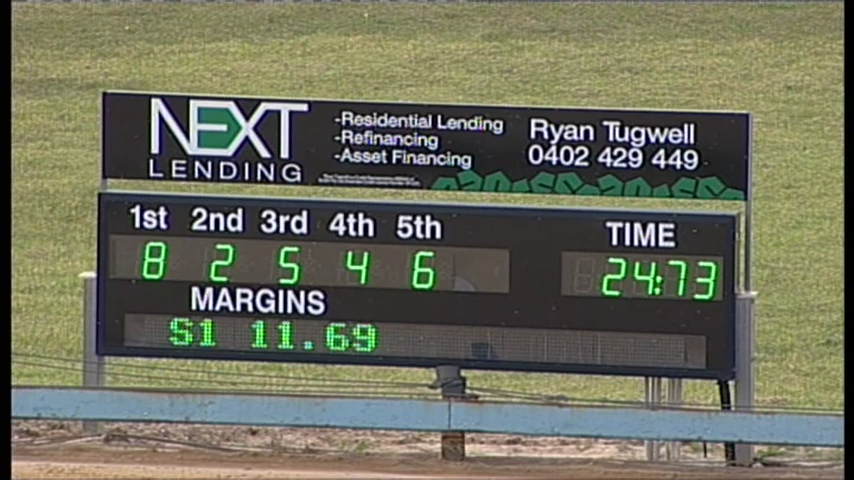 NEXT
LENDING
-Residential Lending
-Refinancing
-Asset Financing
Ryan Tugwell
0402 429 449
1st 2nd 3rd 4th 5th
8 2 5 4 6
TIME
24:73
MARGINS
S1 11.69